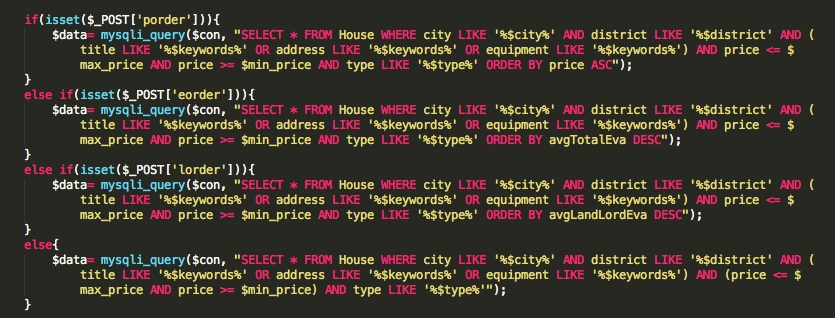 if(isset($_POST['porder'])){
$data= mysqli_query($con, "SELECT * FROM House WHERE city LIKE '%$city%' AND district LIKE '%$district' AND (
title LIKE '%$keywords%' OR address LIKE '%$keywords%' OR equipment LIKE '%$keywords%') AND price <= $
max_price AND price >= $min_price AND type LIKE '%$type%' ORDER BY price ASC");
}
else if(isset($_POST['eorder'])){
$data= mysqli_query($con, "SELECT * FROM House WHERE city LIKE '%$city%' AND district LIKE '%$district' AND (
title LIKE '%$keywords%' OR address LIKE '%$keywords%' OR equipment LIKE '%$keywords%') AND price <= $
max_price AND price >= $min_price AND type LIKE '%$type%' ORDER BY avgTotalEva DESC");
}
else if(isset($_POST['lorder'])){
$data= mysqli_query($con, "SELECT * FROM House WHERE city LIKE '%$city%' AND district LIKE '%$district' AND (
title LIKE '%$keywords%' OR address LIKE '%$keywords%' OR equipment LIKE '%$keywords%') AND price <= $
max_price AND price >= $min_price AND type LIKE '%$type%' ORDER BY avgLandLordEva DESC");
}
else{
$data= mysqli_query($con, "SELECT * FROM House WHERE city LIKE '%$city%' AND district LIKE '%$district' AND (
title LIKE '%$keywords%' OR address LIKE '%$keywords%' OR equipment LIKE '%$keywords%') AND (price <= $
max_price AND price >= $min_price) AND type LIKE '%$type%'");
}